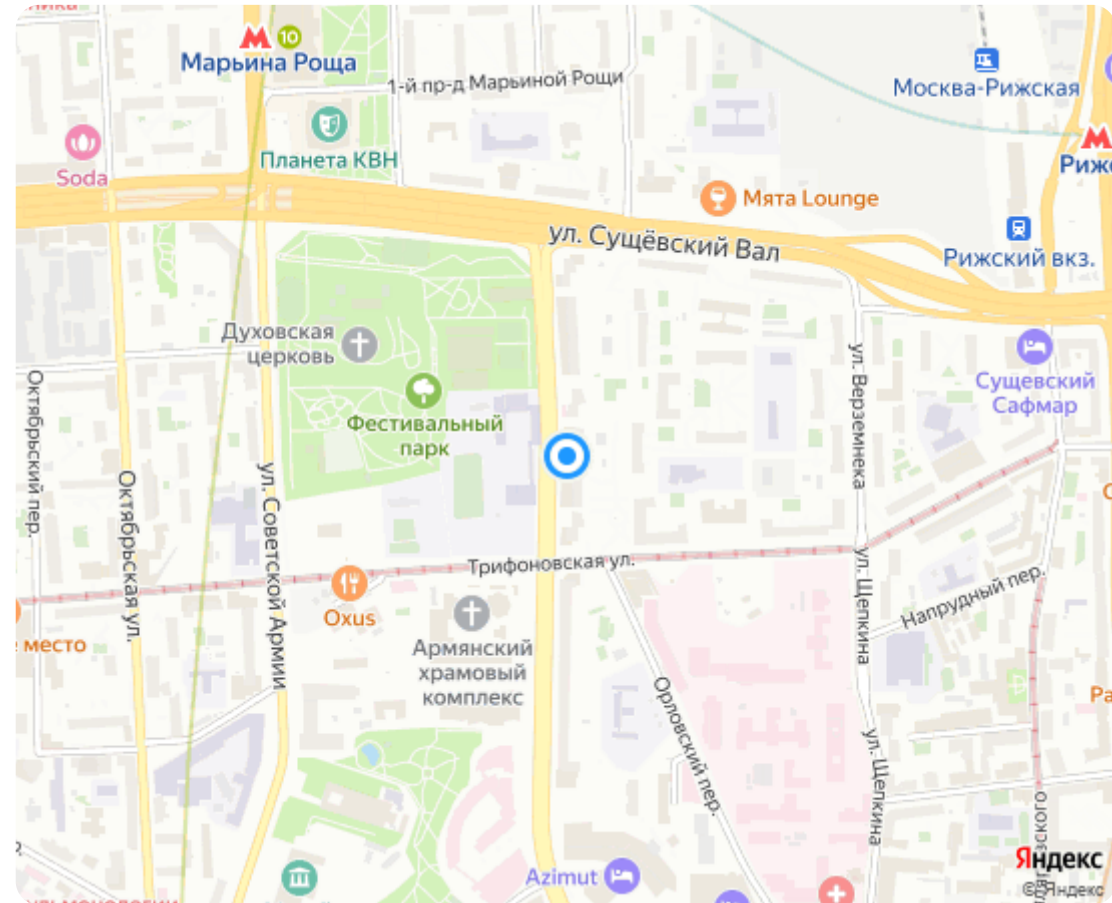 М 10
Марьина Роща
1-й пр-д Марьиной Рощи
Москва-Рижская
М
Планета КВН
Soda
Мята Lounge
ул. Сущёвский Вал
Рижский вкз.
Духовская
церковь
Фестивальный
парк
ул. Верземнека
Сущевский
Сафмар
Октябрьский пер.
Октябрьская ул.
ул. Советской Армии
Трифоновская ул.
Oxus
место
Армянский
храмовый
комплекс
Орловский пер.
ул. Щепкина
Напрудный пер.
ул. Щепкина
Azimut
Яндекс
© Яндекс